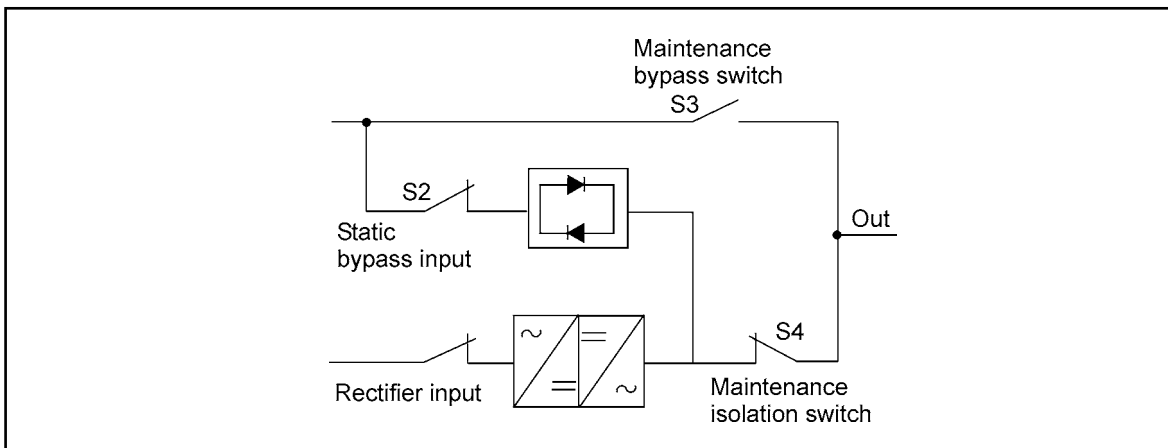 Maintenance
bypass switch
S3
S2
Static
bypass input
Out
S4
Rectifier input
Maintenance
isolation switch